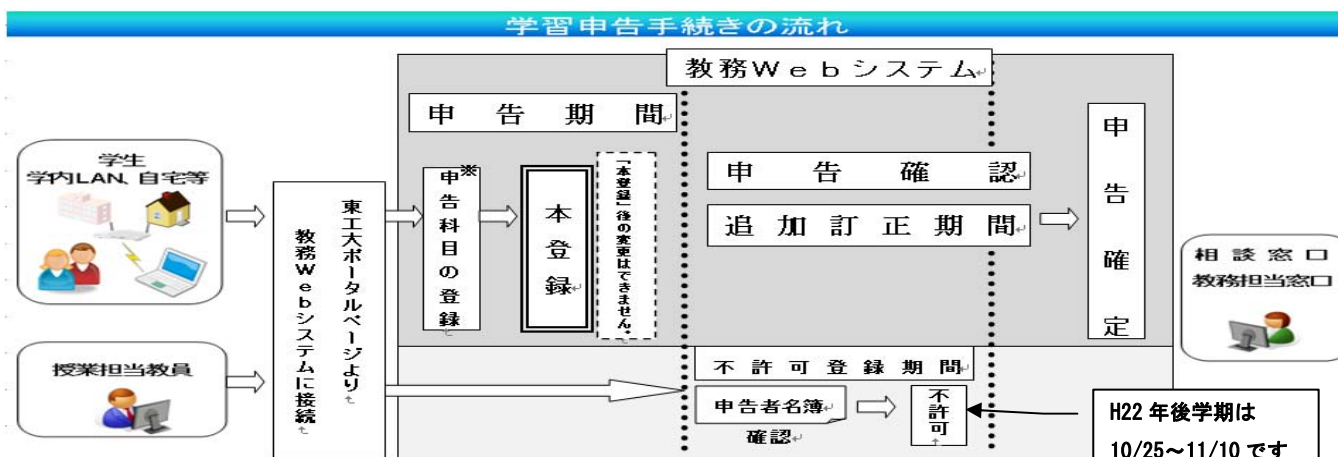 学習申告手続きの流れ
教務Ｗｅｂシステム
申告期間
学生
学内LAN、自宅等
東工大ポータルページより
教務Ｗｅｂシステムに接続
※
申告科目の登録
本登録
「本登録」後の変更はできません。
申告確認
追加訂正期間
申告確定
相談窓口
教務担当窓口
授業担当教員
不許可登録期間
申告者名簿
確認
不許可
H22 年後学期は
10/25～11/10 です